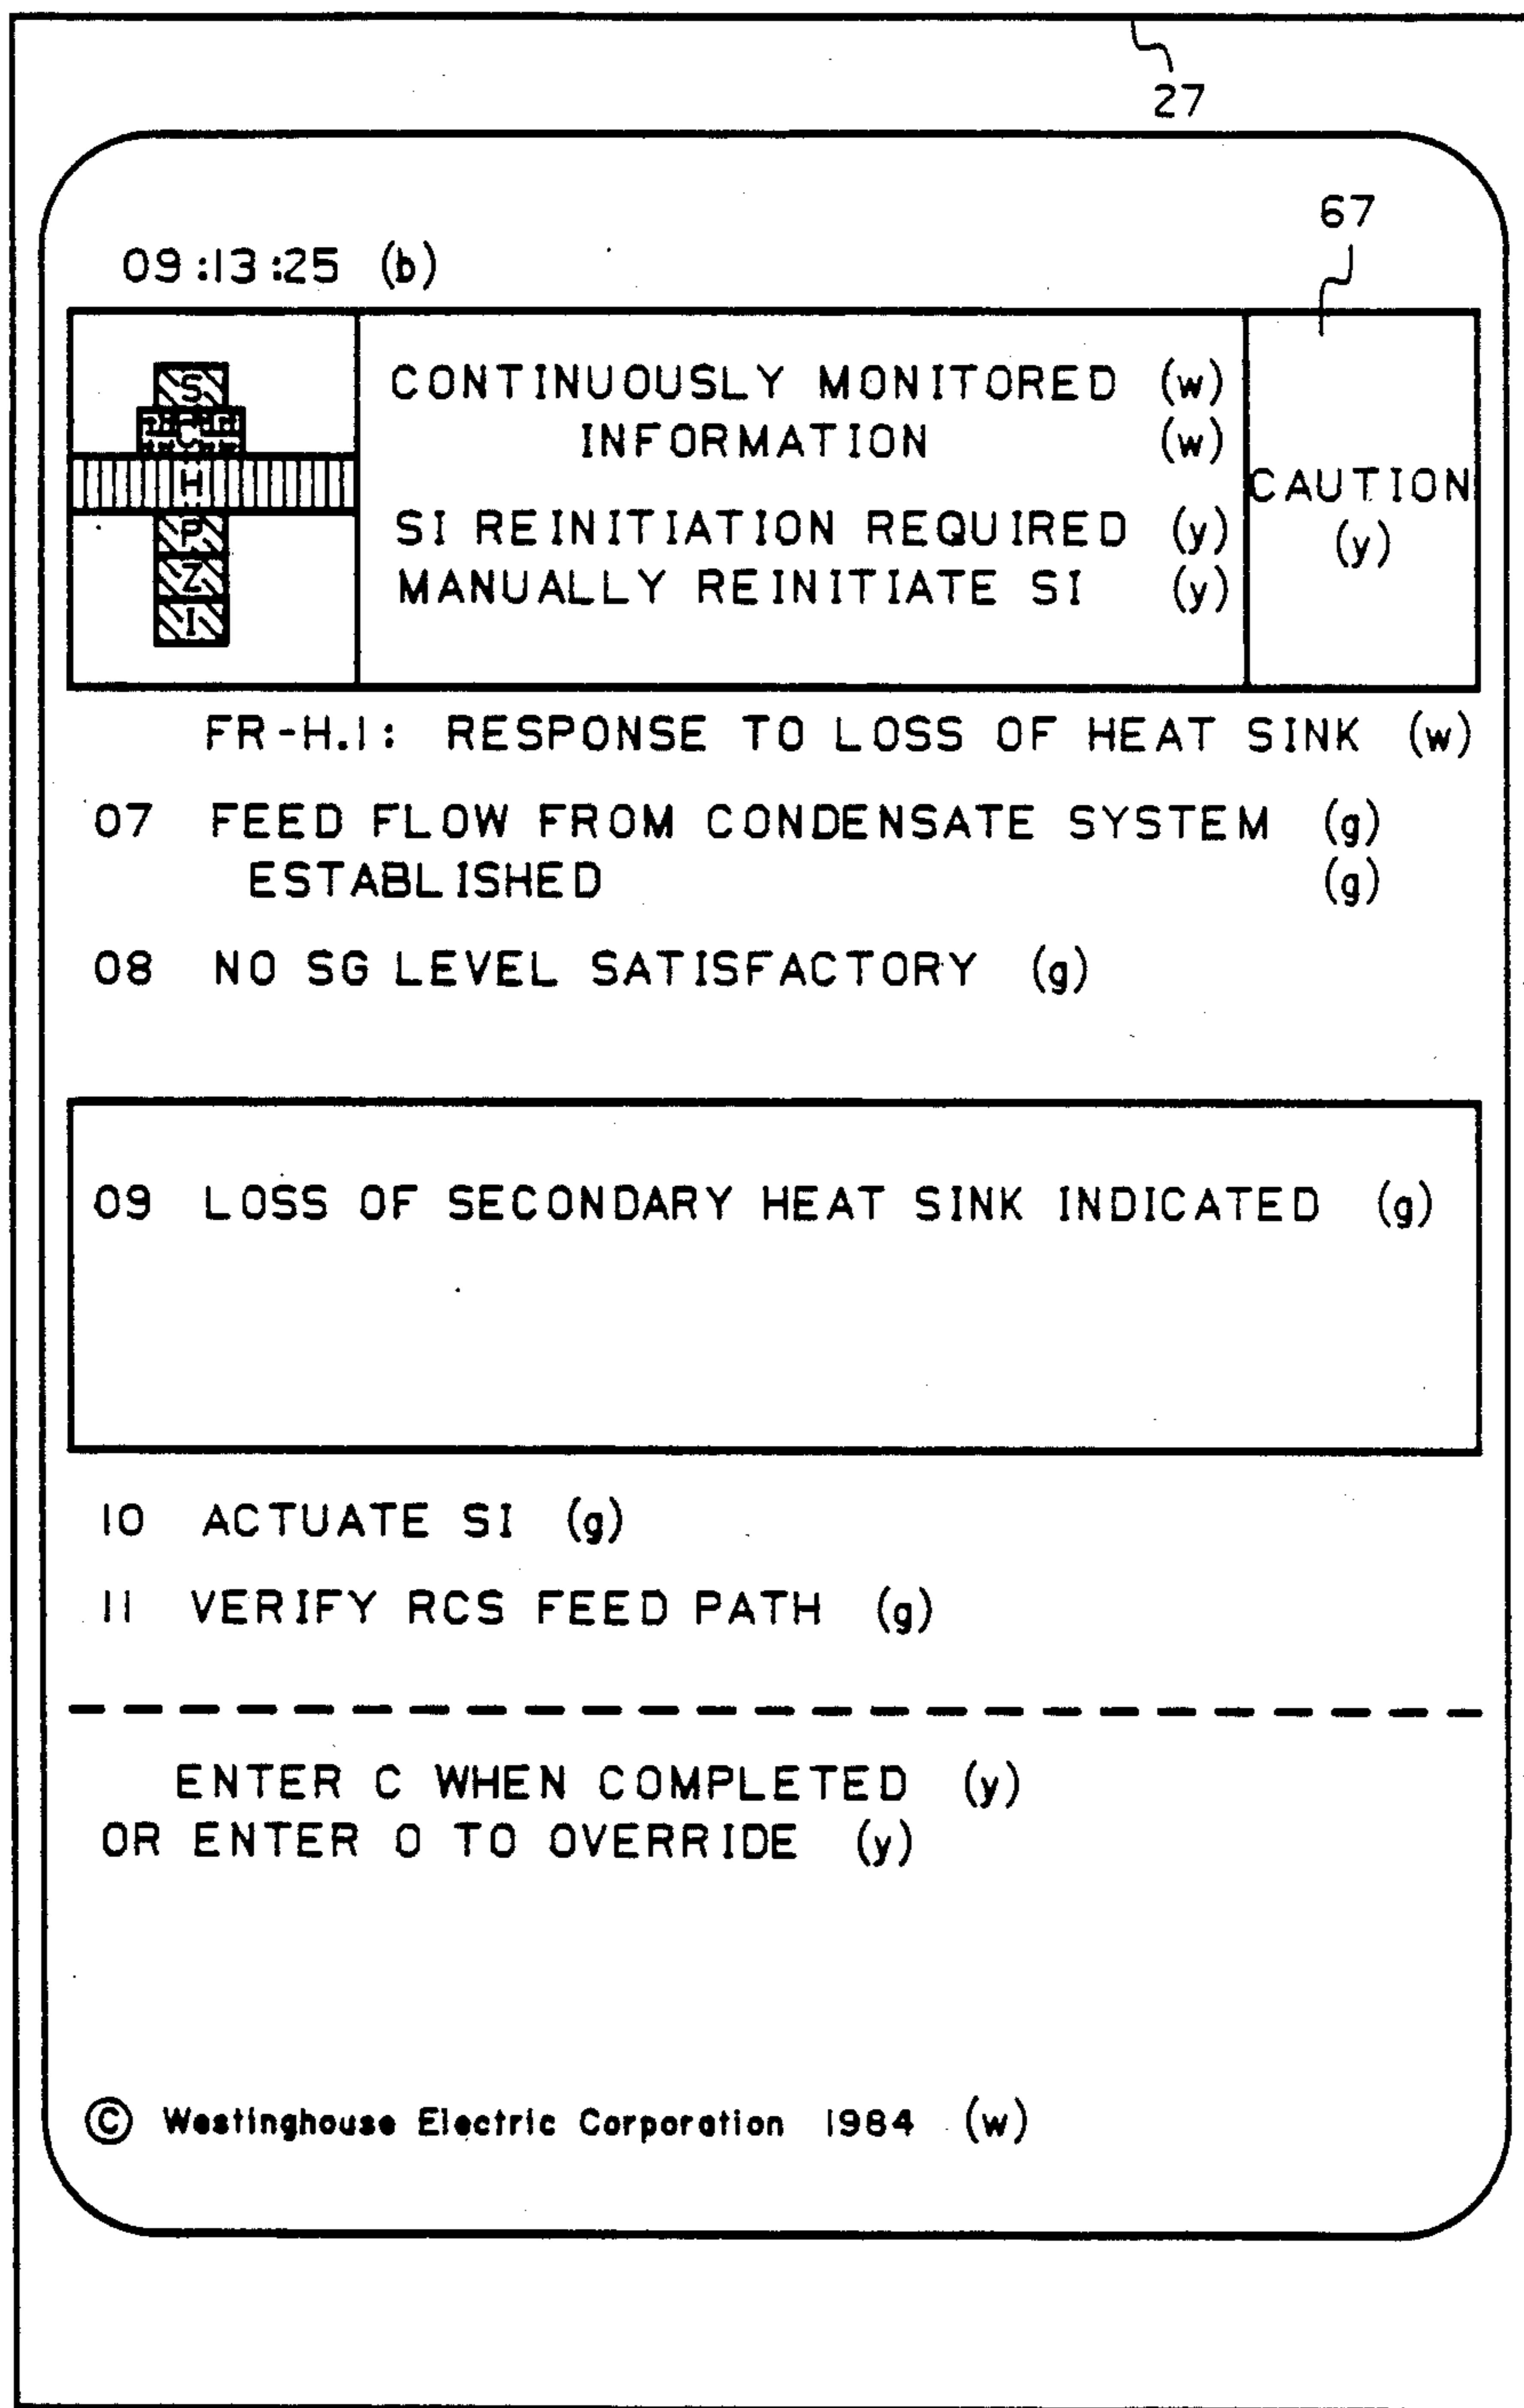 27
67
09:13:25 (b)
S
C
H
P
Z
I
CONTINUOUSLY MONITORED (w)
INFORMATION (w)
SI REINITIATION REQUIRED (y)
MANUALLY REINITIATE SI (y)
CAUTION
(y)
FR-H.1: RESPONSE TO LOSS OF HEAT SINK (w)
07 FEED FLOW FROM CONDENSATE SYSTEM (g)
ESTABLISHED (g)
08 NO SG LEVEL SATISFACTORY (g)
09 LOSS OF SECONDARY HEAT SINK INDICATED (g)
10 ACTUATE SI (g)
11 VERIFY RCS FEED PATH (g)
ENTER C WHEN COMPLETED (y)
OR ENTER O TO OVERRIDE (y)
© Westinghouse Electric Corporation 1984 (w)